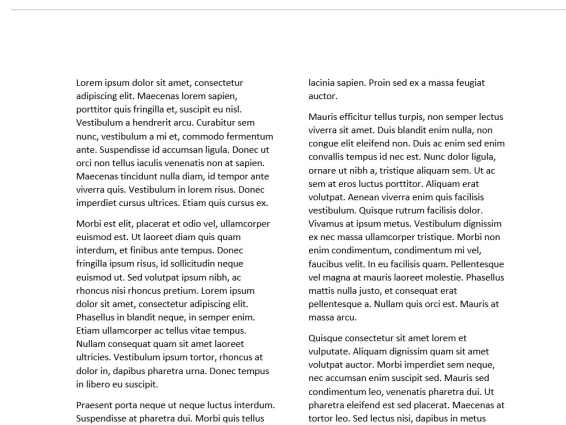 Lorem ipsum dolor sit amet, consectetur
adipiscing elit. Maecenas lorem sapien,
porttitor quis fringilla et, suscipit eu nisl.
Vestibulum a hendrerit arcu. Curabitur sem
nunc, vestibulum a mi et, commodo fermentum
ante. Suspendisse id accumsan ligula. Donec ut
orci non tellus iaculis venenatis non at sapien.
Maecenas tincidunt nulla diam, id tempor ante
viverra quis. Vestibulum in lorem risus. Donec
imperdiet cursus ultrices. Etiam quis cursus ex.
Morbi est elit, placerat et odio vel, ullamcorper
euismod est. Ut laoreet diam quis quam
interdum, et finibus ante tempus. Donec
fringilla ipsum risus, id sollicitudin neque
euismod ut. Sed volutpat ipsum nibh, ac
rhoncus nisi rhoncus pretium. Lorem ipsum
dolor sit amet, consectetur adipiscing elit.
Phasellus in blandit neque, in semper enim.
Etiam ullamcorper ac tellus vitae tempus.
Nullam consequat quam sit amet laoreet
ultricies. Vestibulum ipsum tortor, rhoncus at
dolor in, dapibus pharetra urna. Donec tempus
in libero eu suscipit.
Praesent porta neque ut neque luctus interdum.
Suspendisse at pharetra dui. Morbi quis tellus
lacinia sapien. Proin sed ex a massa feugiat
auctor.
Mauris efficitur tellus turpis, non semper lectus
viverra sit amet. Duis blandit enim nulla, non
congue elit eleifend non. Duis ac enim sed enim
convallis tempus id nec est. Nunc dolor ligula,
ornare ut nibh a, tristique aliquam sem. Ut ac
sem at eros luctus porttitor. Aliquam erat
volutpat. Aenean viverra enim quis facilisis
vestibulum. Quisque rutrum facilisis dolor.
Vivamus at ipsum metus. Vestibulum dignissim
ex nec massa ullamcorper tristique. Morbi non
enim condimentum, condimentum mi vel,
faucibus velit. In eu facilisis quam. Pellentesque
vel magna at mauris laoreet molestie. Phasellus
mattis nulla justo, et consequat erat
pellentesque a. Nullam quis orci est. Mauris at
massa arcu.
Quisque consectetur sit amet lorem et
vulputate. Aliquam dignissim quam sit amet
volutpat auctor. Morbi imperdiet sem neque,
nec accumsan enim suscipit sed. Mauris sed
condimentum leo, venenatis pharetra dui. Ut
pharetra eleifend est sed placerat. Maecenas at
tortor leo. Sed lectus nisi, dapibus in metus